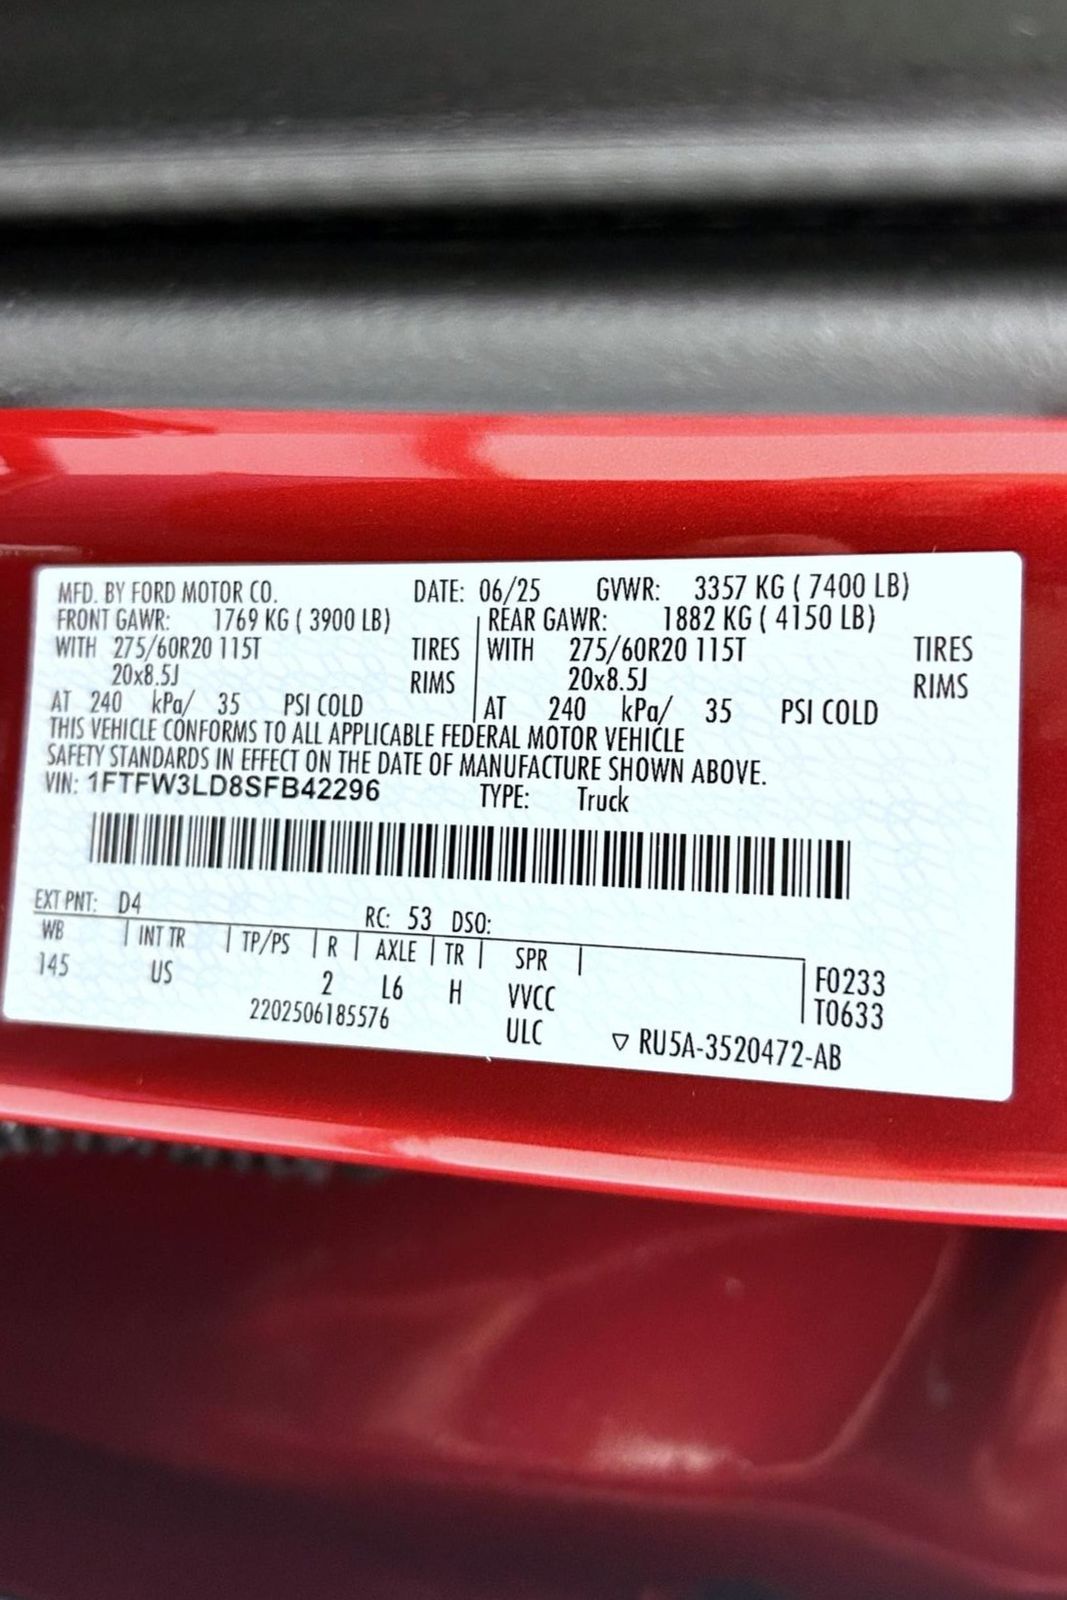 MFD. BY FORD MOTOR CO. DATE: 06/25 GVWR: 3357 KG ( 7400 LB)
FRONT GAWR: 1769 KG ( 3900 LB) REAR GAWR: 1882 KG ( 4150 LB)
WITH 275/60R20 115T TIRES WITH 275/60R20 115T TIRES
20x8.5J RIMS 20x8.5J RIMS
AT 240 kPa/ 35 PSI COLD AT 240 kPa/ 35 PSI COLD
THIS VEHICLE CONFORMS TO ALL APPLICABLE FEDERAL MOTOR VEHICLE
SAFETY STANDARDS IN EFFECT ON THE DATE OF MANUFACTURE SHOWN ABOVE.
VIN: 1FTFW3LD8SFB42296 TYPE: Truck
EXT PNT: D4 RC: 53 DSO:
WB INT TR TP/PS R AXLE TR SPR F0233
145 US 2 L6 H VVCC T0633
2202506185576 ULC ▽ RU5A-3520472-AB